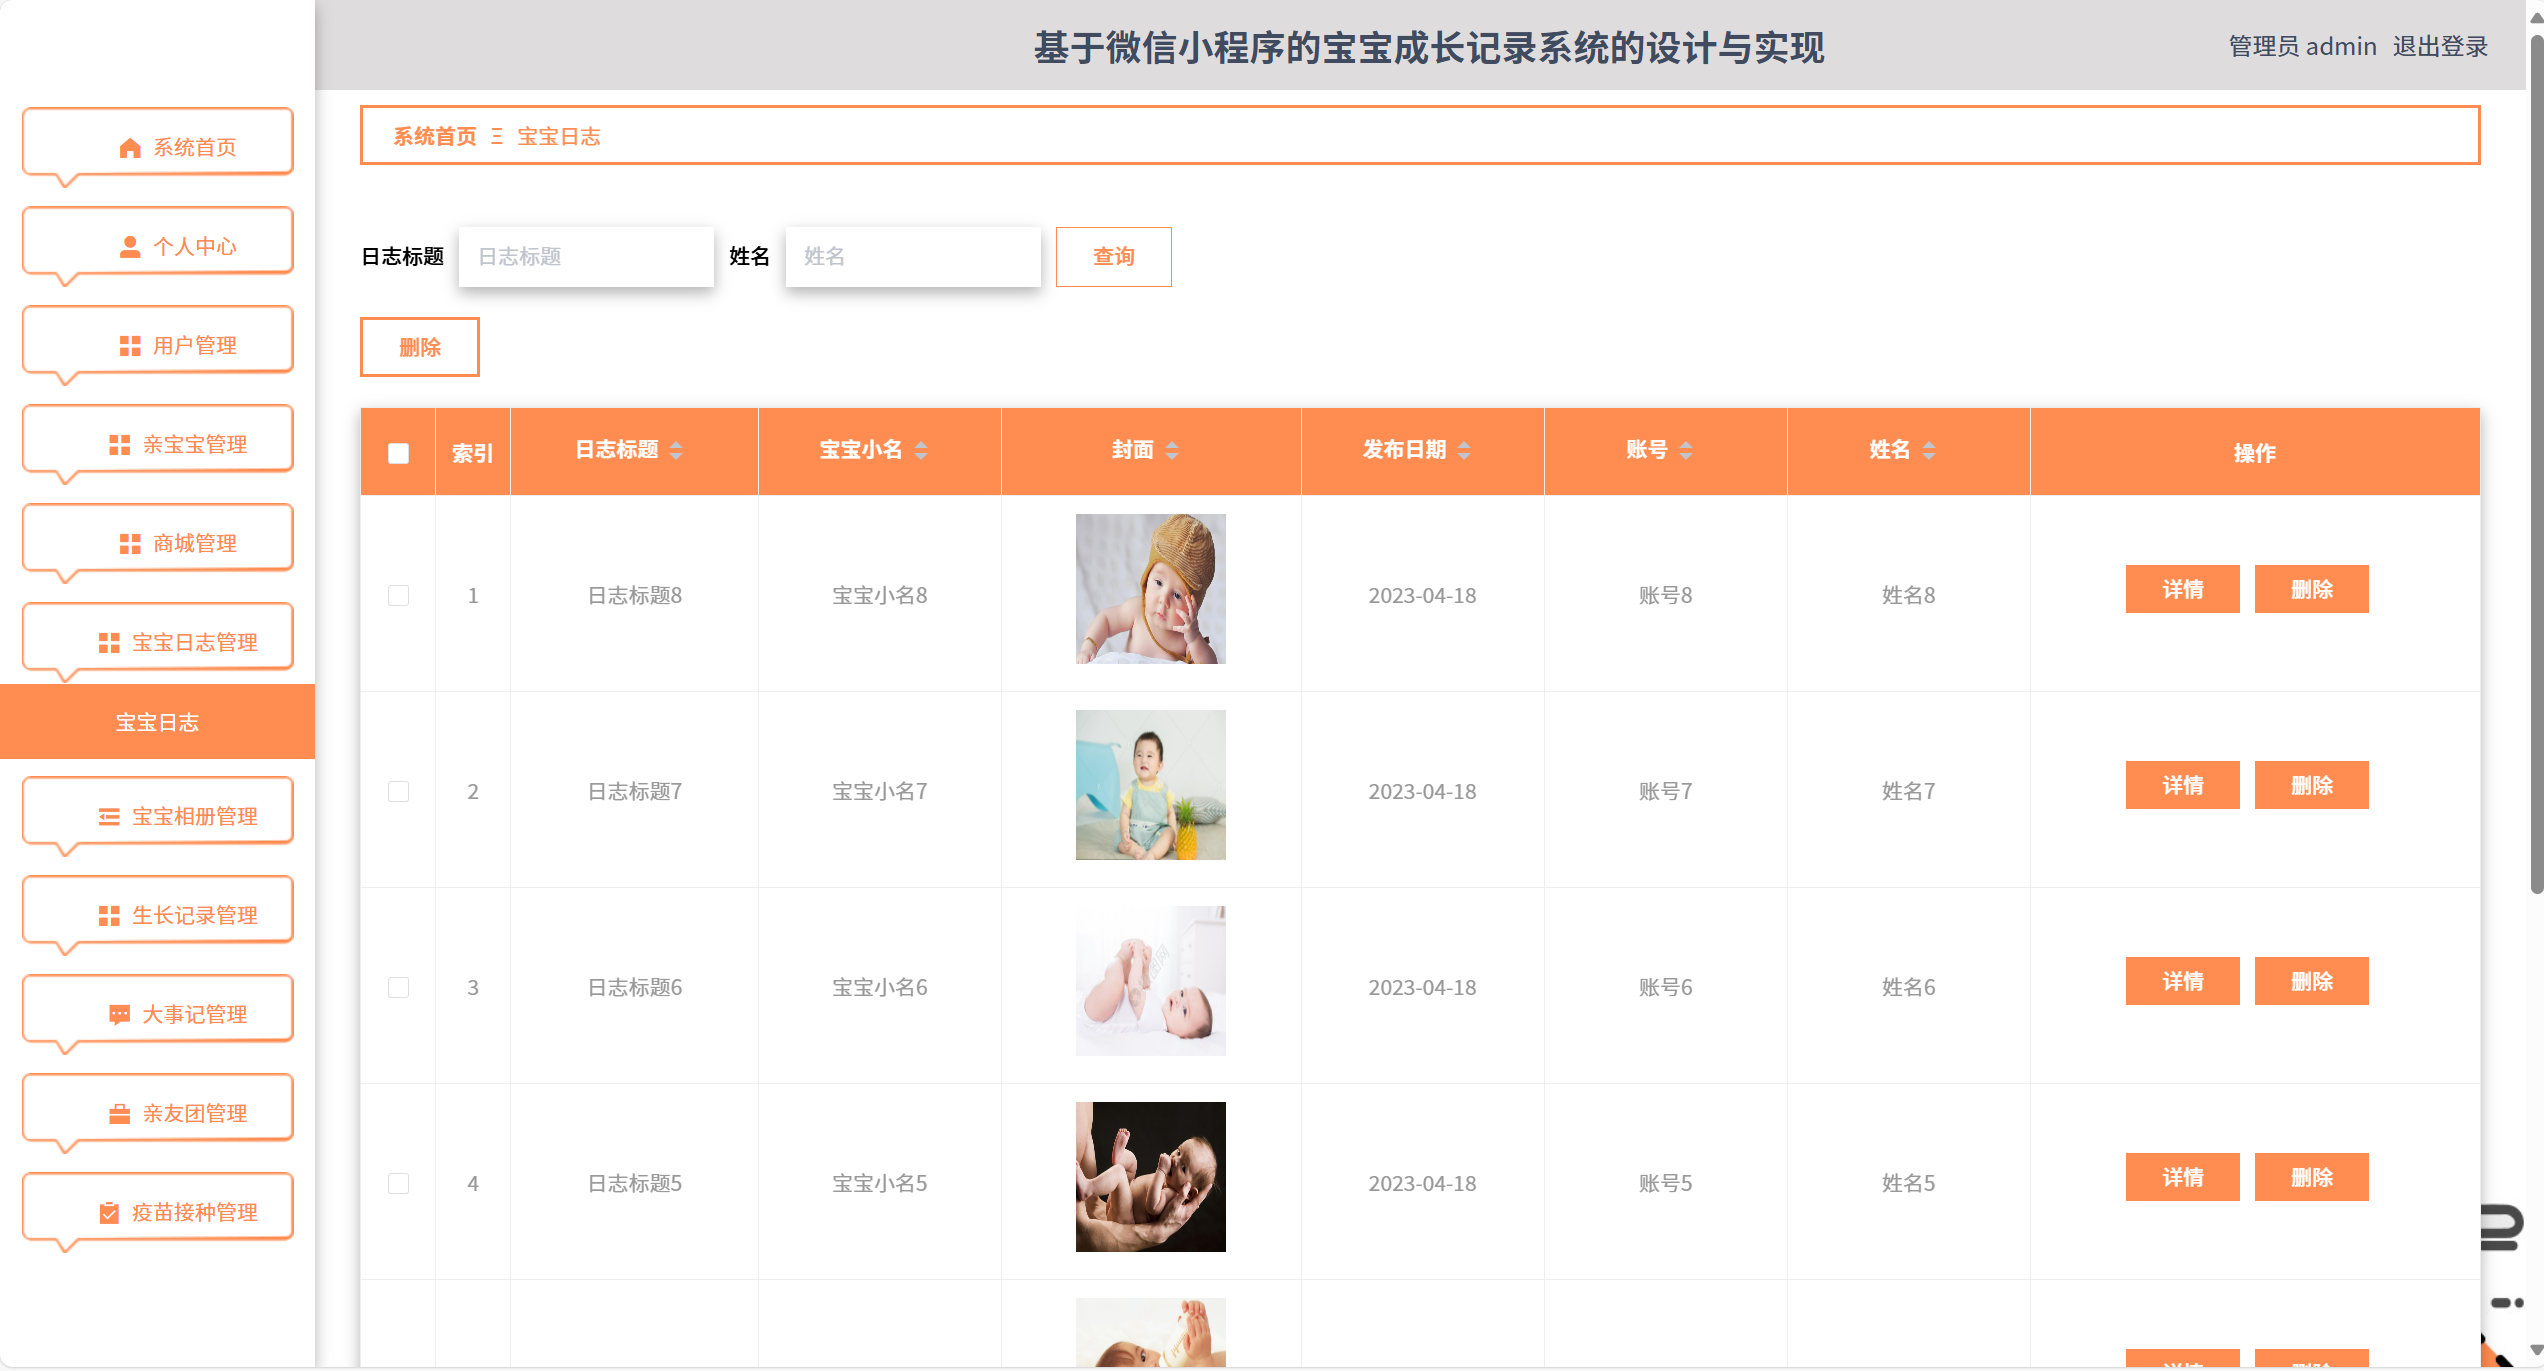 基于微信小程序的宝宝成长记录系统的设计与实现
管理员 admin 退出登录
系统首页
个人中心
用户管理
亲宝宝管理
商城管理
宝宝日志管理
宝宝日志
宝宝相册管理
生长记录管理
大事记管理
亲友团管理
疫苗接种管理
系统首页 Ξ 宝宝日志
日志标题 日志标题 姓名 姓名 查询
删除
索引 日志标题 宝宝小名 封面 发布日期 账号 姓名 操作
1 日志标题8 宝宝小名8 2023-04-18 账号8 姓名8 详情 删除
2 日志标题7 宝宝小名7 2023-04-18 账号7 姓名7 详情 删除
3 日志标题6 宝宝小名6 2023-04-18 账号6 姓名6 详情 删除
4 日志标题5 宝宝小名5 2023-04-18 账号5 姓名5 详情 删除